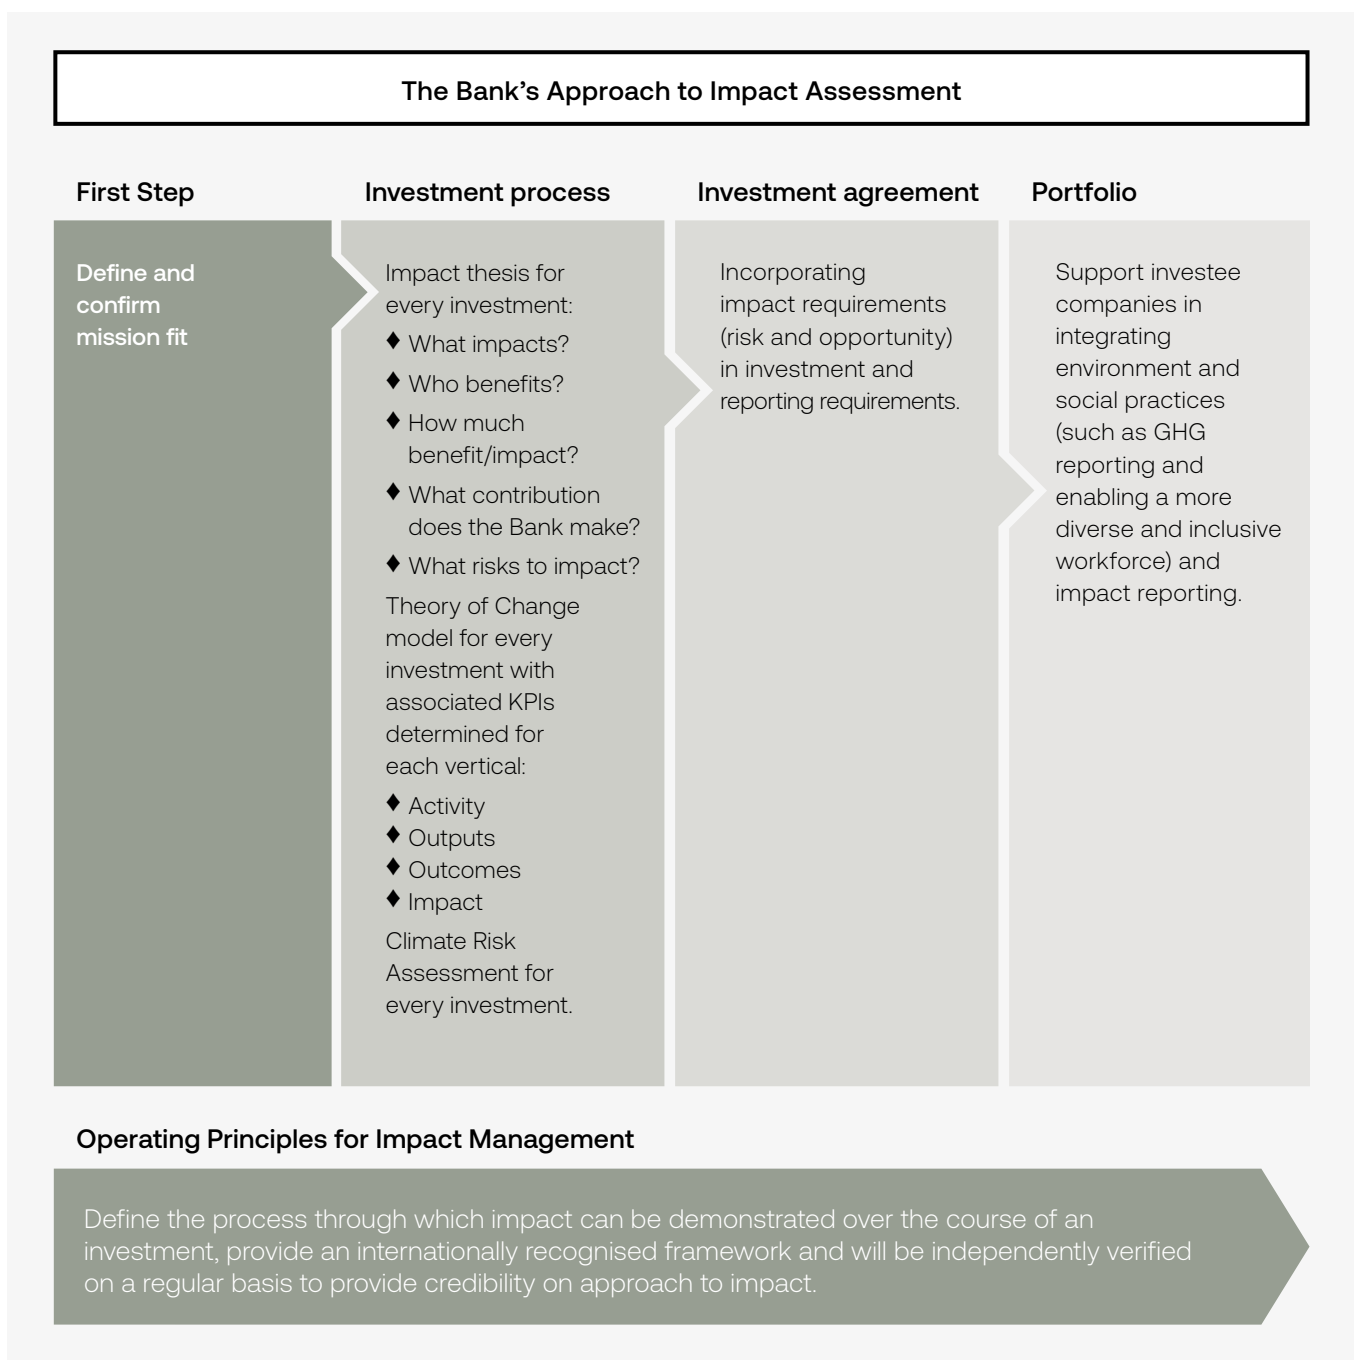 The Bank’s Approach to Impact Assessment
First Step
Define and
confirm
mission fit
Investment process
Impact thesis for
every investment:
♦ What impacts?
♦ Who benefits?
♦ How much
benefit/impact?
♦ What contribution
does the Bank make?
♦ What risks to impact?
Theory of Change
model for every
investment with
associated KPIs
determined for
each vertical:
♦ Activity
♦ Outputs
♦ Outcomes
♦ Impact
Climate Risk
Assessment for
every investment.
Investment agreement
Incorporating
impact requirements
(risk and opportunity)
in investment and
reporting requirements.
Portfolio
Support investee
companies in
integrating
environment and
social practices
(such as GHG
reporting and
enabling a more
diverse and inclusive
workforce) and
impact reporting.
Operating Principles for Impact Management
Define the process through which impact can be demonstrated over the course of an
investment, provide an internationally recognised framework and will be independently verified
on a regular basis to provide credibility on approach to impact.